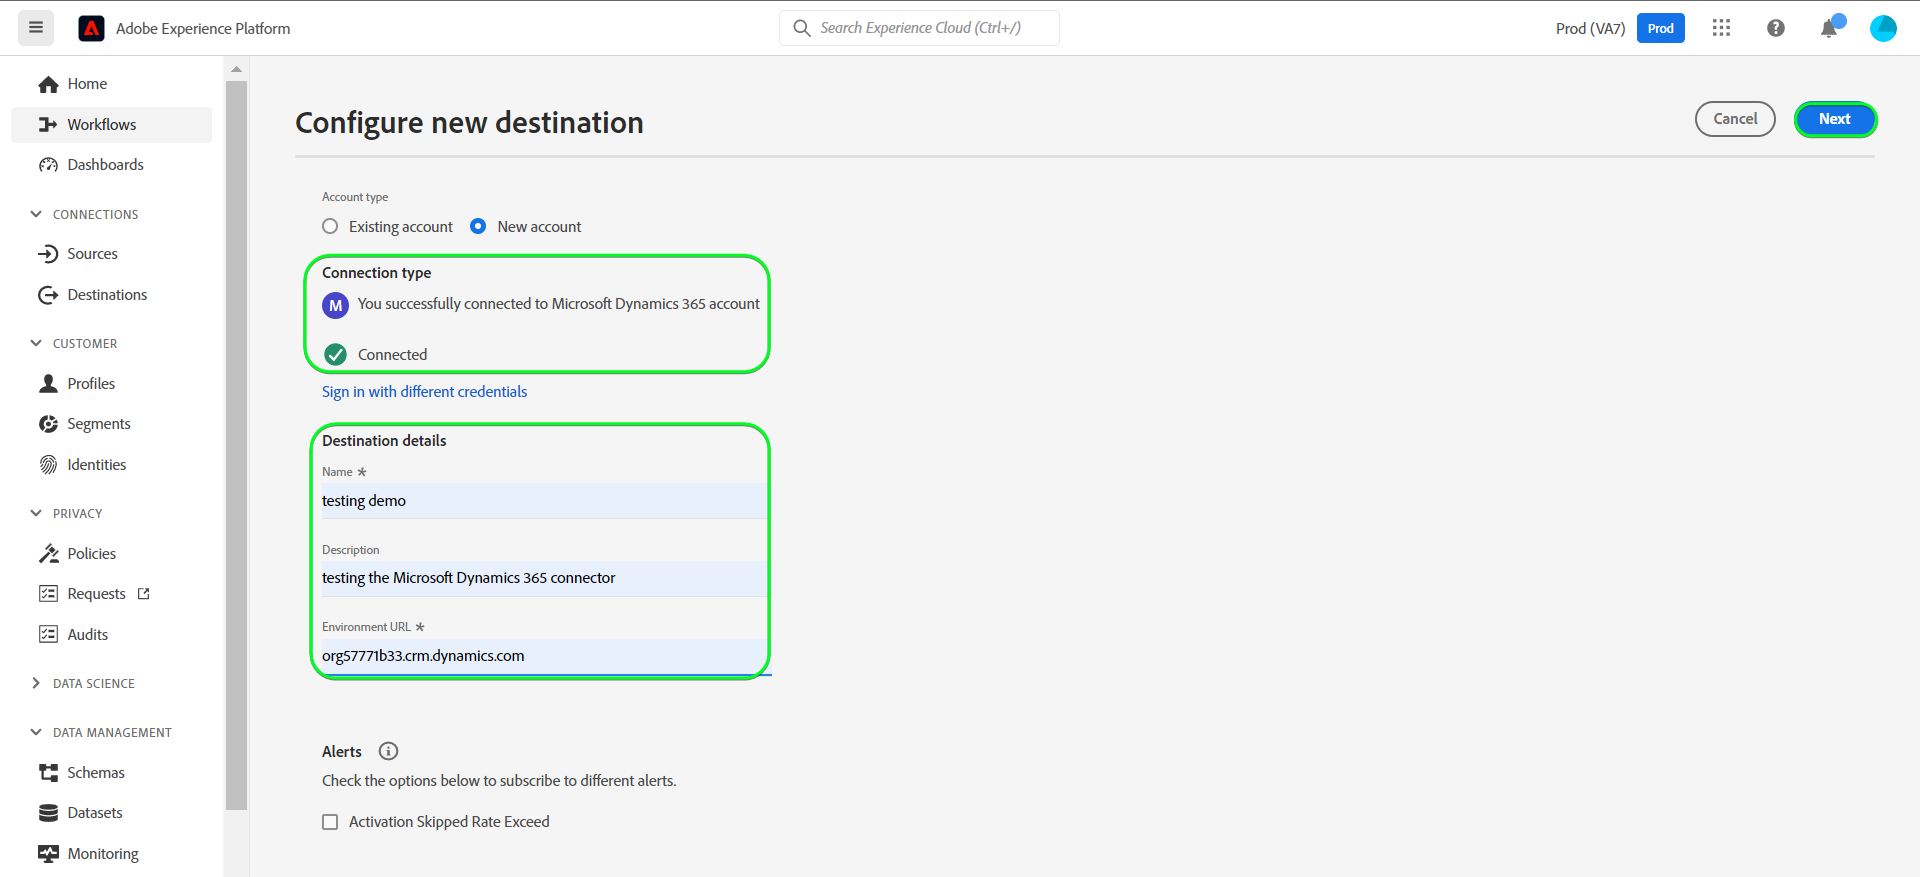 Adobe Experience Platform
Search Experience Cloud (Ctrl+/)
Prod (VA7)
Prod
Home
Workflows
Dashboards
CONNECTIONS
Sources
Destinations
CUSTOMER
Profiles
Segments
Identities
PRIVACY
Policies
Requests
Audits
DATA SCIENCE
DATA MANAGEMENT
Schemas
Datasets
Monitoring
Configure new destination
Cancel
Next
Account type
Existing account
New account
Connection type
M
You successfully connected to Microsoft Dynamics 365 account
Connected
Sign in with different credentials
Destination details
Name *
testing demo
Description
testing the Microsoft Dynamics 365 connector
Environment URL *
org57771b33.crm.dynamics.com
Alerts
Check the options below to subscribe to different alerts.
Activation Skipped Rate Exceed